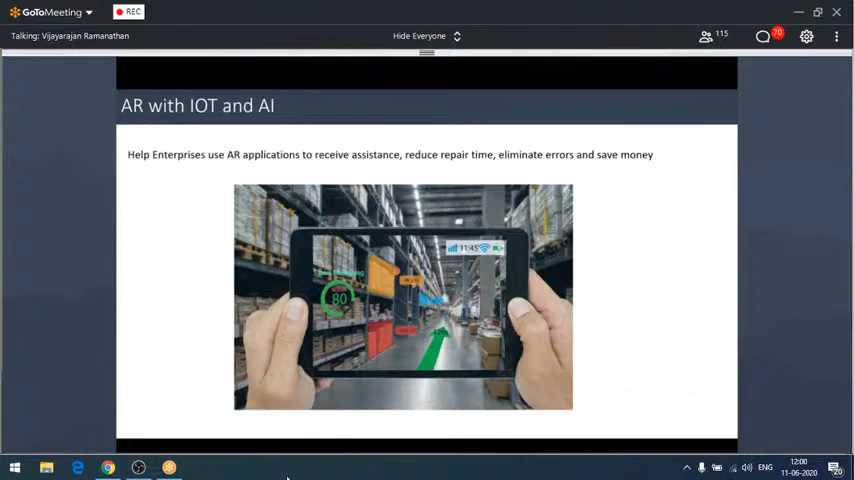 GoToMeeting
REC
Talking: Vijayarajan Ramanathan
Hide Everyone
115
70
AR with IOT and AI
Help Enterprises use AR applications to receive assistance, reduce repair time, eliminate errors and save money
11:45
80
ENG
12:00
11-06-2020
20